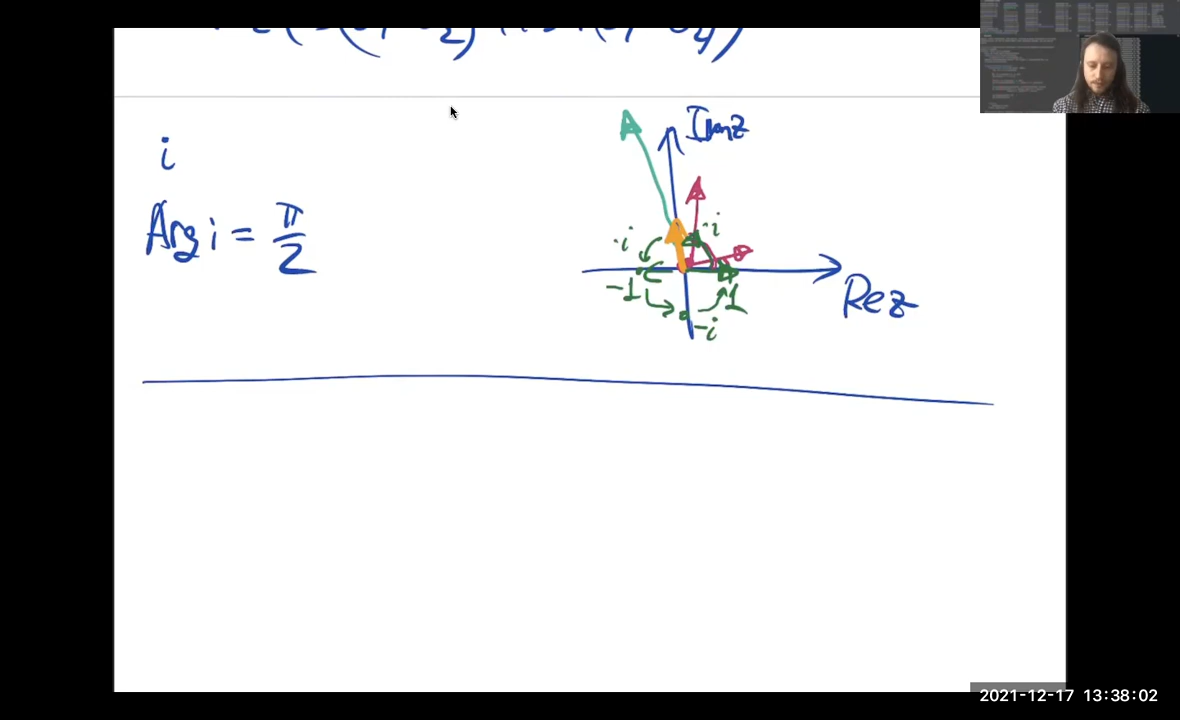 i
Arg i = π/2
Im z
·i
·i
-1
1
-i
Re z
2021-12-17 13:38:02